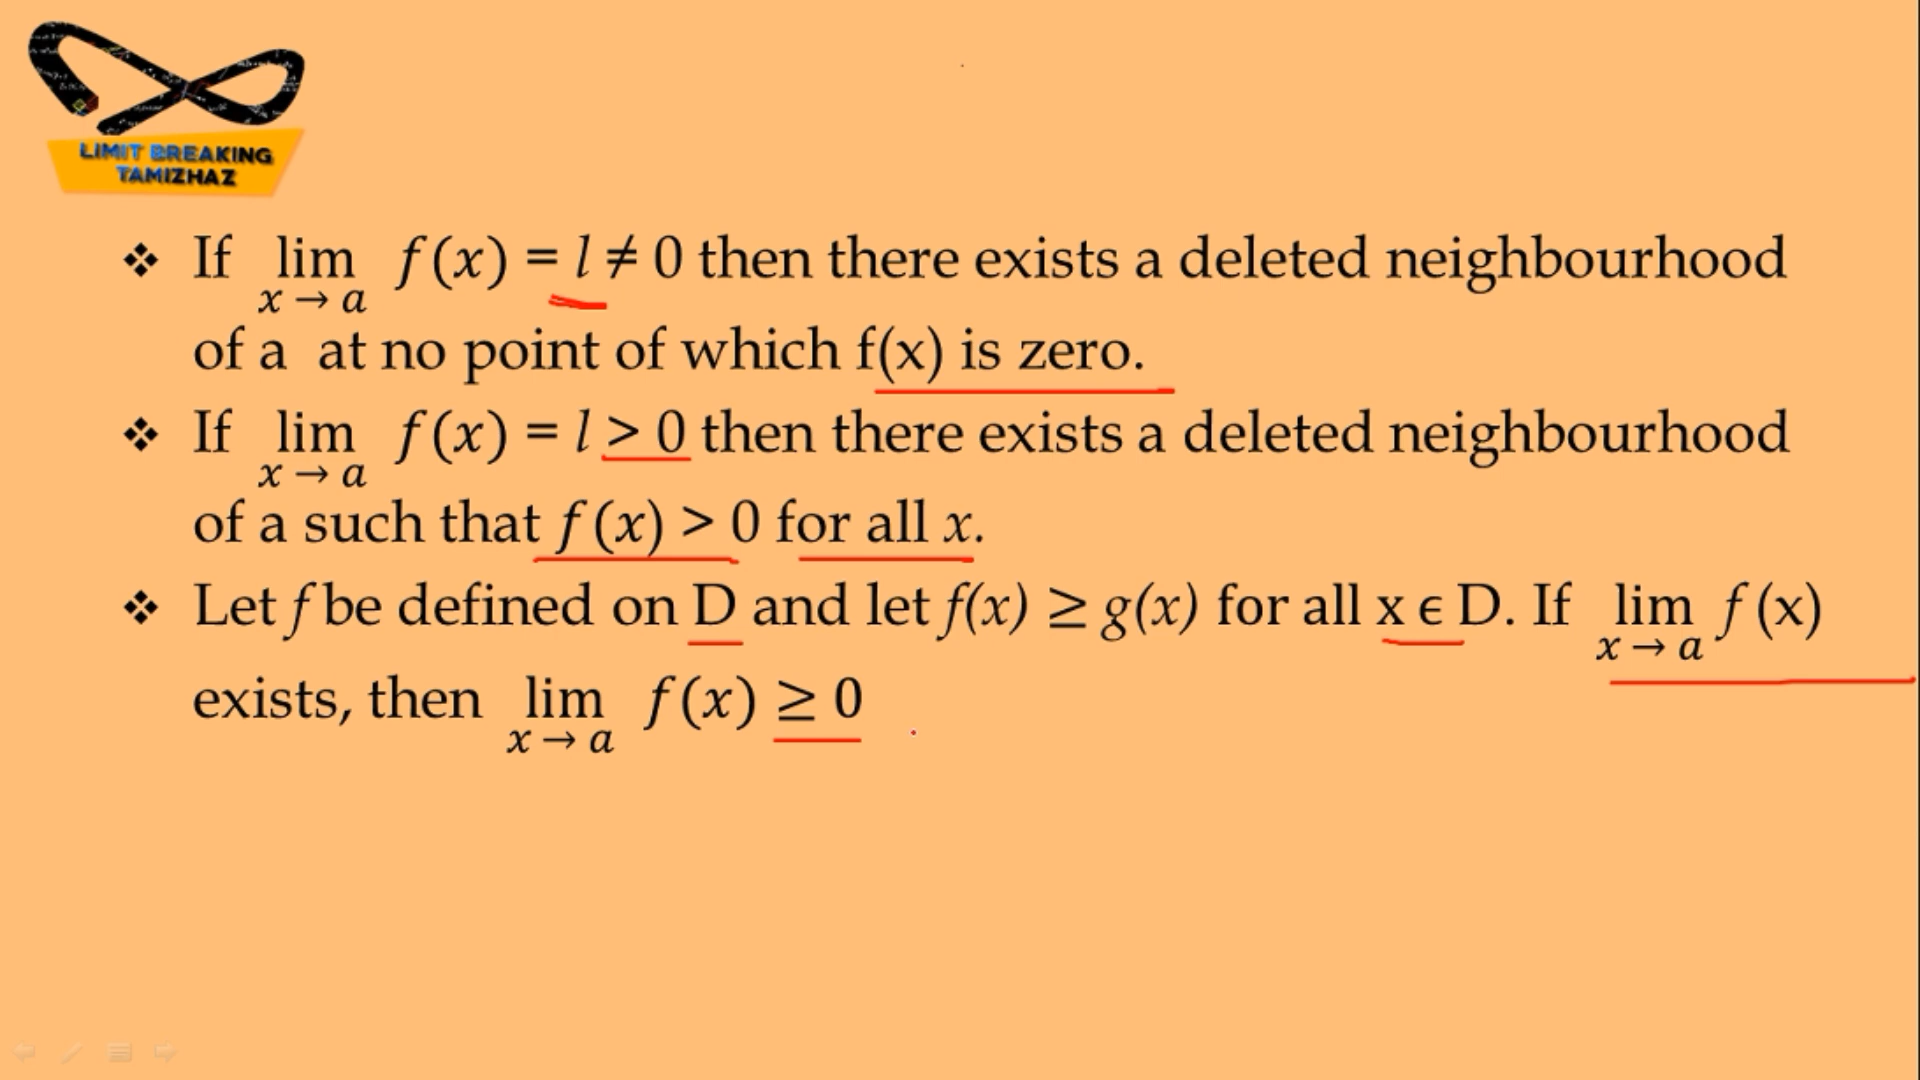 LIMIT BREAKING
TAMIZHAZ
❖ If lim f(x) = l ≠ 0 then there exists a deleted neighbourhood
x → a
of a at no point of which f(x) is zero.
❖ If lim f(x) = l > 0 then there exists a deleted neighbourhood
x → a
of a such that f(x) > 0 for all x.
❖ Let f be defined on D and let f(x) ≥ g(x) for all x ϵ D. If lim f(x)
x → a
exists, then lim f(x) ≥ 0
x → a